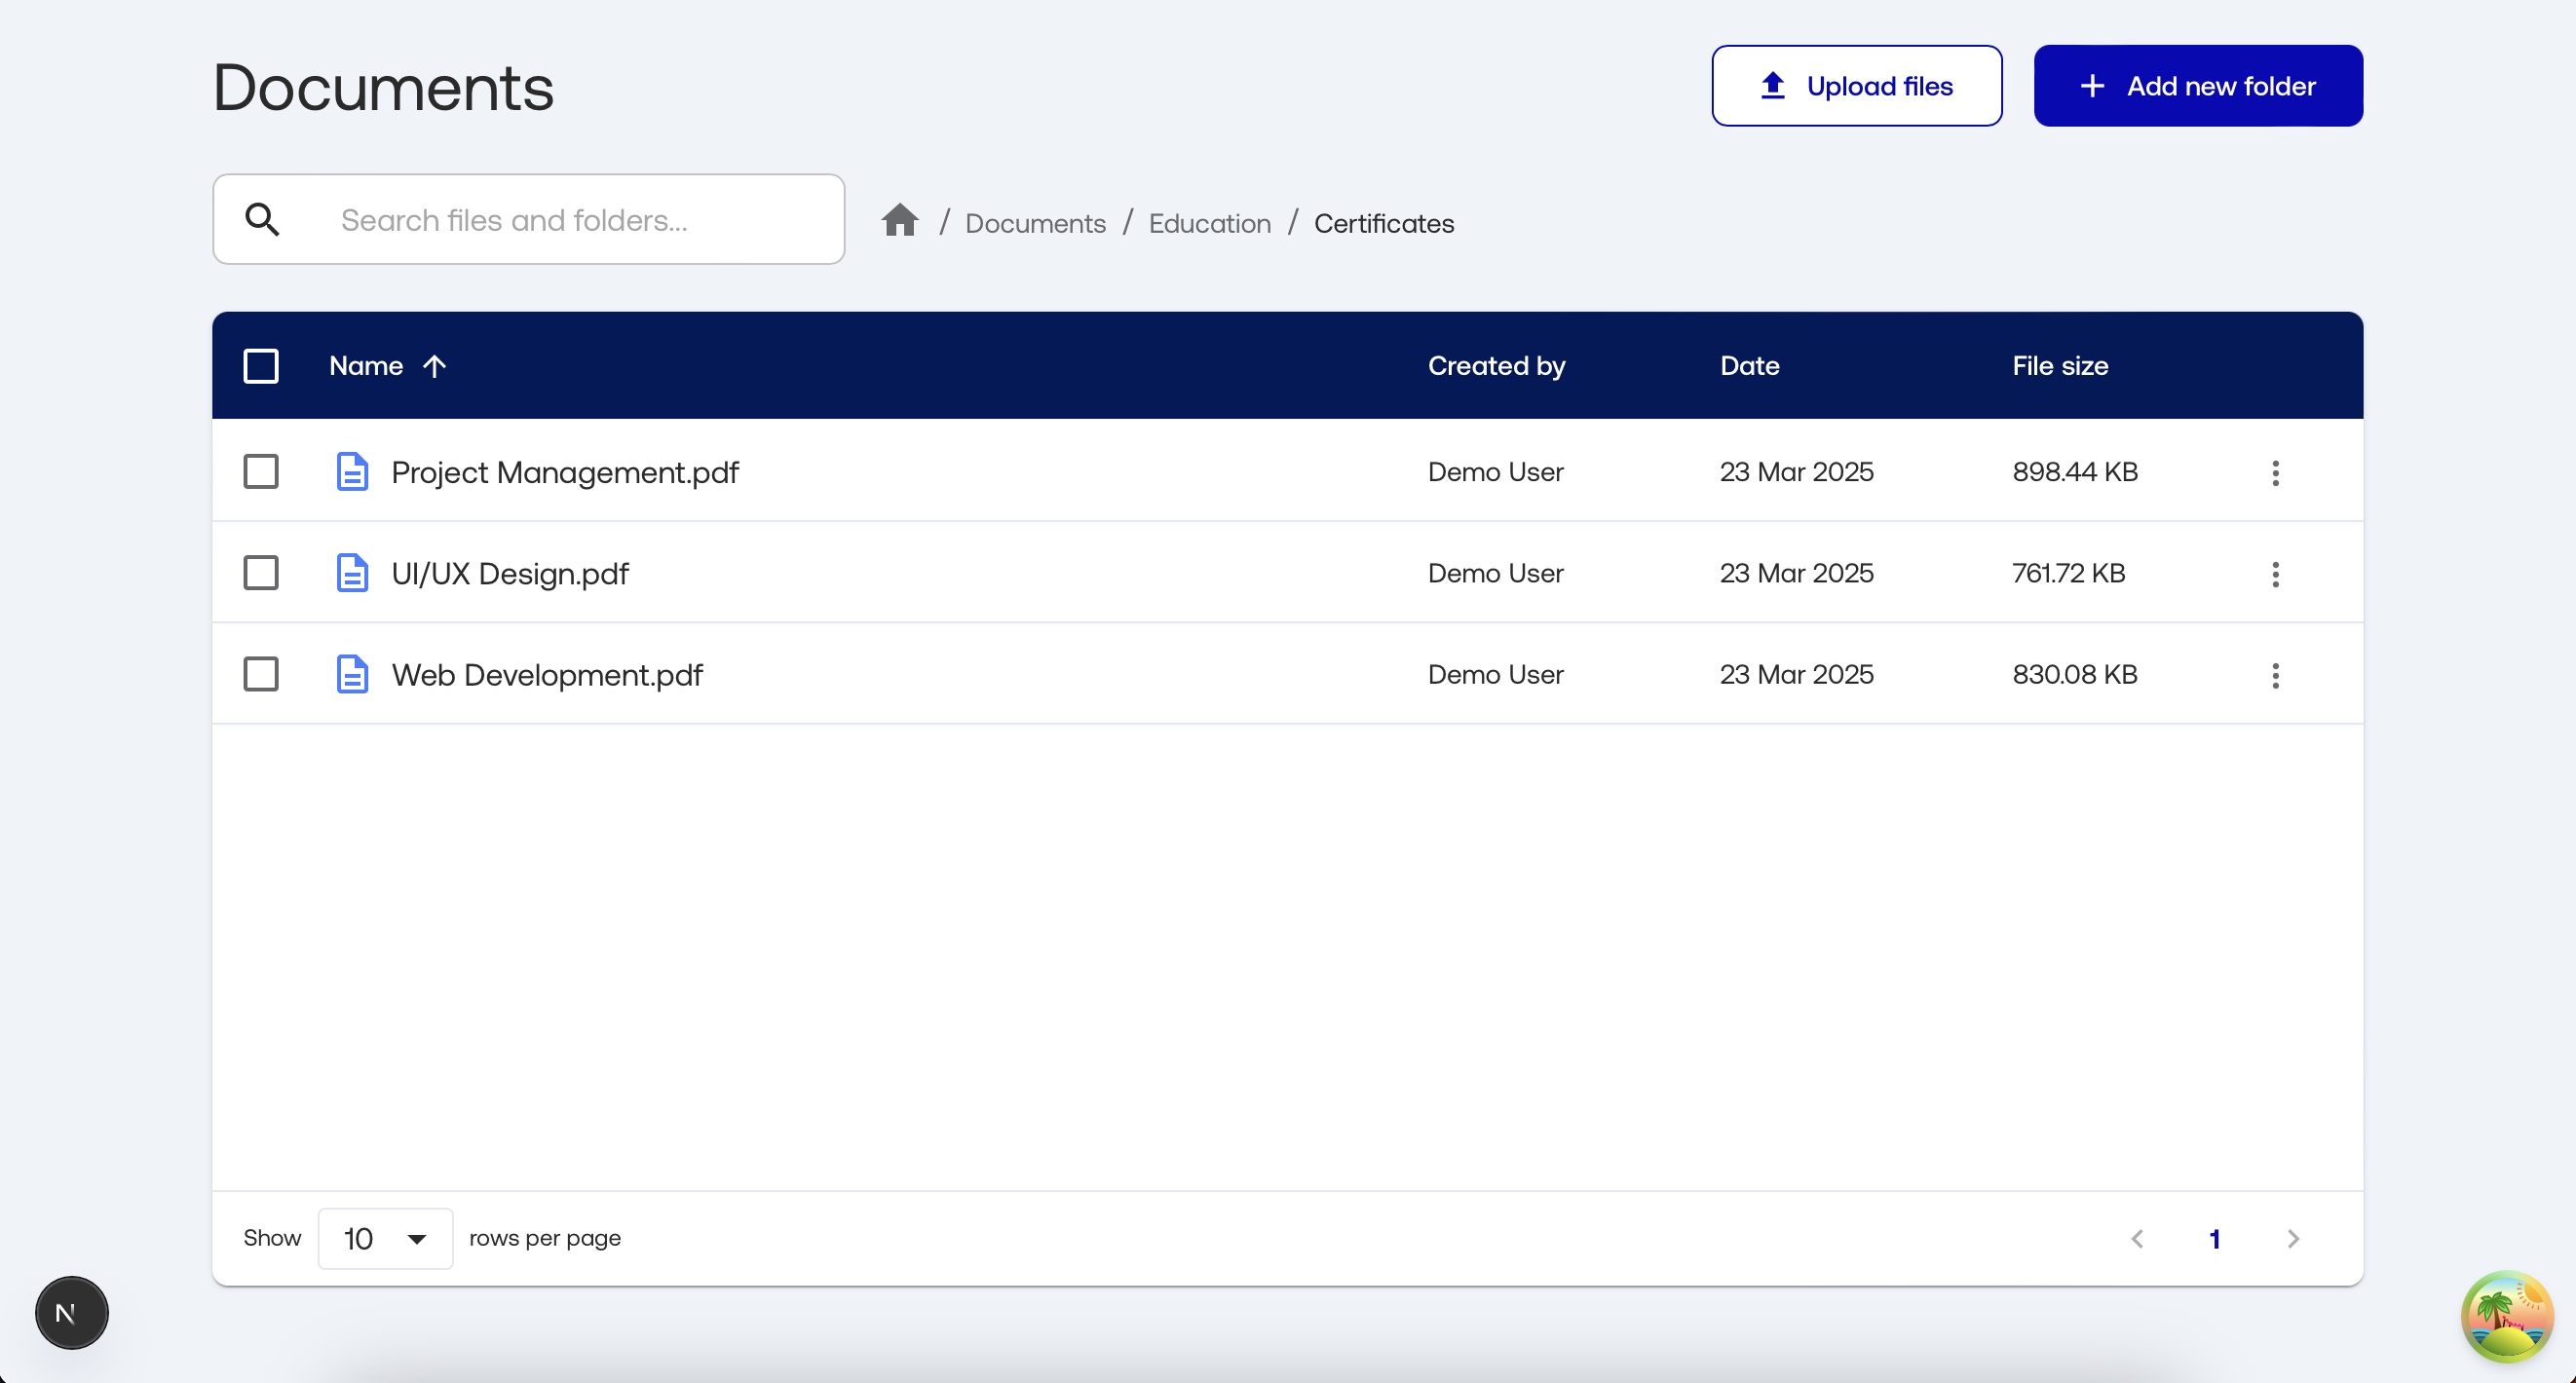 Documents
Upload files
Add new folder
Search files and folders...
/ Documents / Education / Certificates
Name Created by Date File size
Project Management.pdf Demo User 23 Mar 2025 898.44 KB
UI/UX Design.pdf Demo User 23 Mar 2025 761.72 KB
Web Development.pdf Demo User 23 Mar 2025 830.08 KB
Show 10 rows per page 1
N